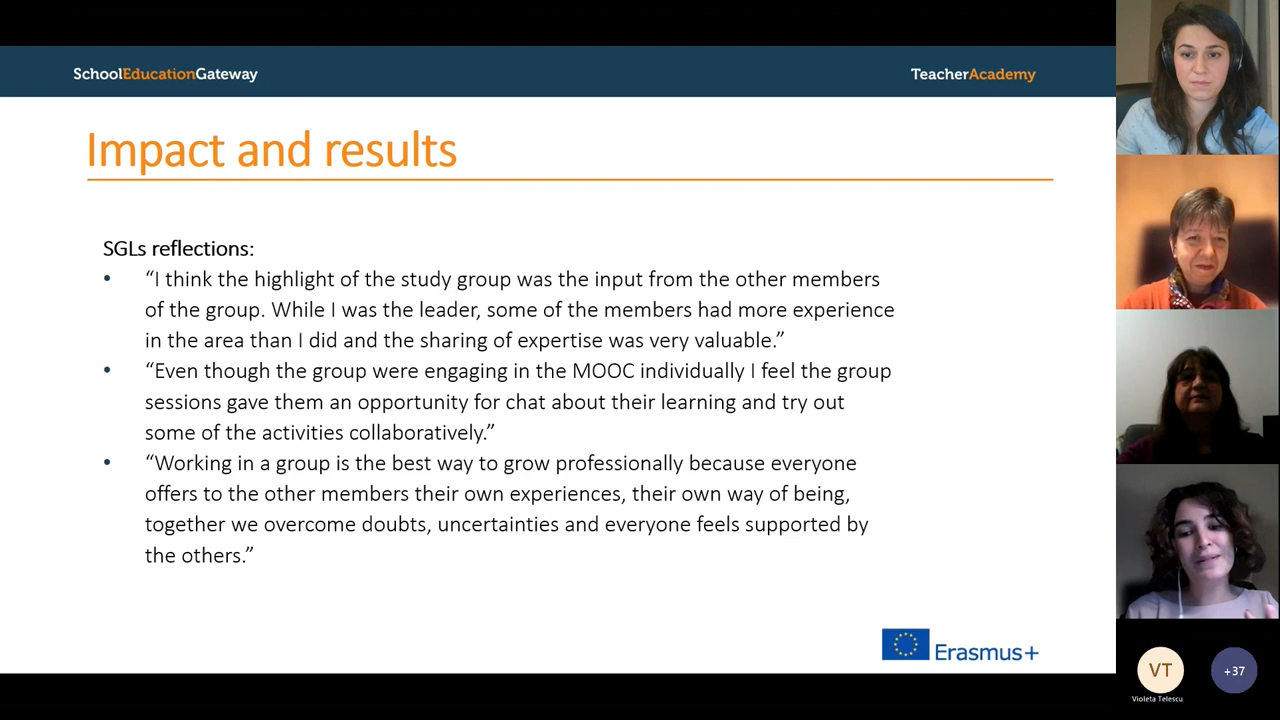 SchoolEducationGateway
TeacherAcademy
Impact and results
SGLs reflections:
• “I think the highlight of the study group was the input from the other members
of the group. While I was the leader, some of the members had more experience
in the area than I did and the sharing of expertise was very valuable.”
• “Even though the group were engaging in the MOOC individually I feel the group
sessions gave them an opportunity for chat about their learning and try out
some of the activities collaboratively.”
• “Working in a group is the best way to grow professionally because everyone
offers to the other members their own experiences, their own way of being,
together we overcome doubts, uncertainties and everyone feels supported by
the others.”
Erasmus+
VT
+37
Violeta Telescu